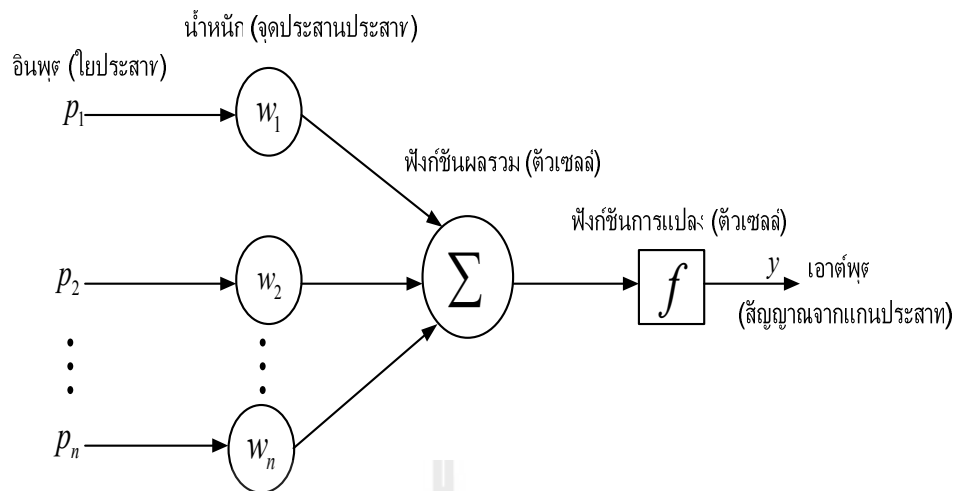 น้ำหนัก (จุดประสานประสาท)
อินพุต (ใยประสาท)
p1
w1
ฟังก์ชันผลรวม (ตัวเซลล์)
ฟังก์ชันการแปลง (ตัวเซลล์)
p2
w2
∑
f
y
เอาต์พุต
(สัญญาณจากแกนประสาท)
pn
wn